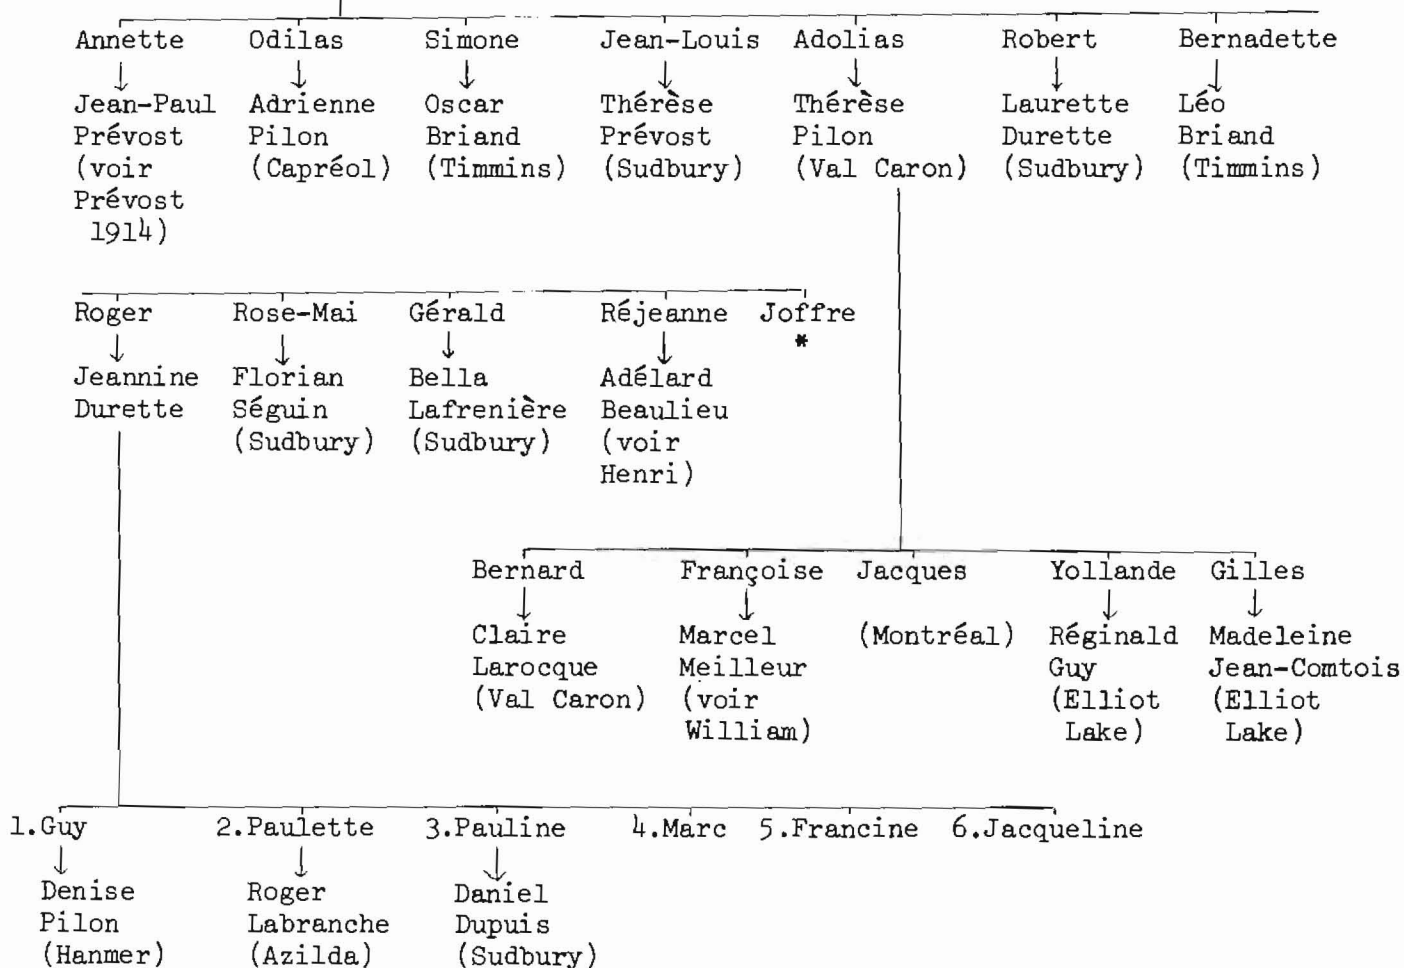 Annette Odilas Simone Jean-Louis Adolias Robert Bernadette
Jean-Paul Adrienne Oscar Thérèse Thérèse Laurette Léo
Prévost Pilon Briand Prévost Pilon Durette Briand
(voir (Capréol) (Timmins) (Sudbury) (Val Caron) (Sudbury) (Timmins)
Prévost
1914)
Roger Rose-Mai Gérald Réjeanne Joffre
*
Jeannine Florian Bella Adélard
Durette Séguin Lafrenière Beaulieu
(Sudbury) (Sudbury) (voir
Henri)
Bernard Françoise Jacques Yollande Gilles
Claire Marcel (Montréal) Réginald Madeleine
Larocque Meilleur Guy Jean-Comtois
(Val Caron) (voir (Elliot (Elliot
William) Lake) Lake)
1.Guy 2.Paulette 3.Pauline 4.Marc 5.Francine 6.Jacqueline
Denise Roger Daniel
Pilon Labranche Dupuis
(Hanmer) (Azilda) (Sudbury)